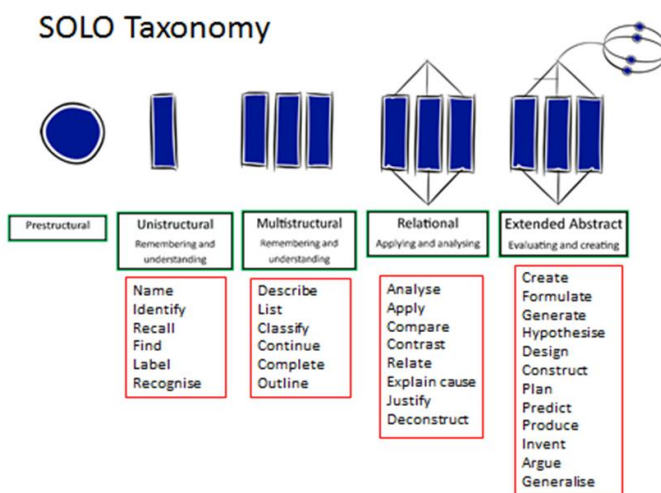 SOLO Taxonomy
Prestructural
Unistructural
Remembering and
understanding
Multistructural
Remembering and
understanding
Relational
Applying and analysing
Extended Abstract
Evaluating and creating
Name
Identify
Recall
Find
Label
Recognise
Describe
List
Classify
Continue
Complete
Outline
Analyse
Apply
Compare
Contrast
Relate
Explain cause
Justify
Deconstruct
Create
Formulate
Generate
Hypothesise
Design
Construct
Plan
Predict
Produce
Invent
Argue
Generalise